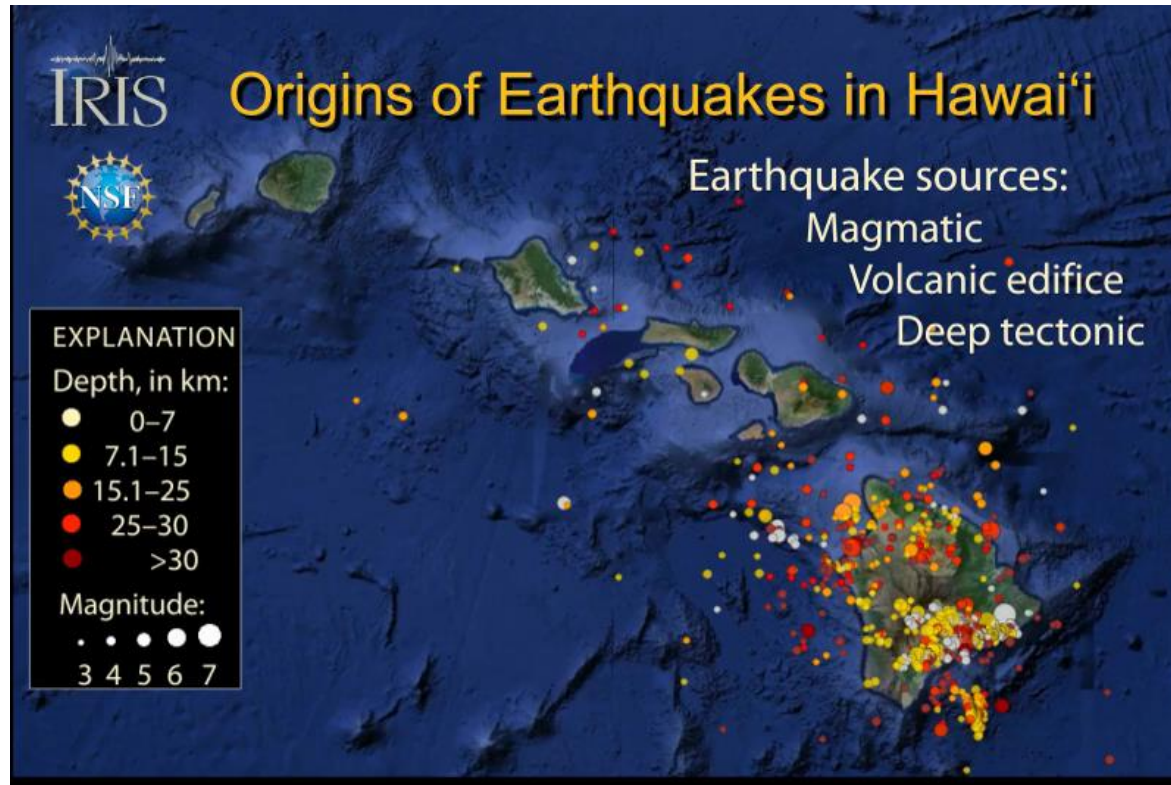 IRIS
Origins of Earthquakes in Hawaiʻi
NSF
Earthquake sources:
Magmatic
Volcanic edifice
Deep tectonic
EXPLANATION
Depth, in km:
0–7
7.1–15
15.1–25
25–30
>30
Magnitude:
3 4 5 6 7